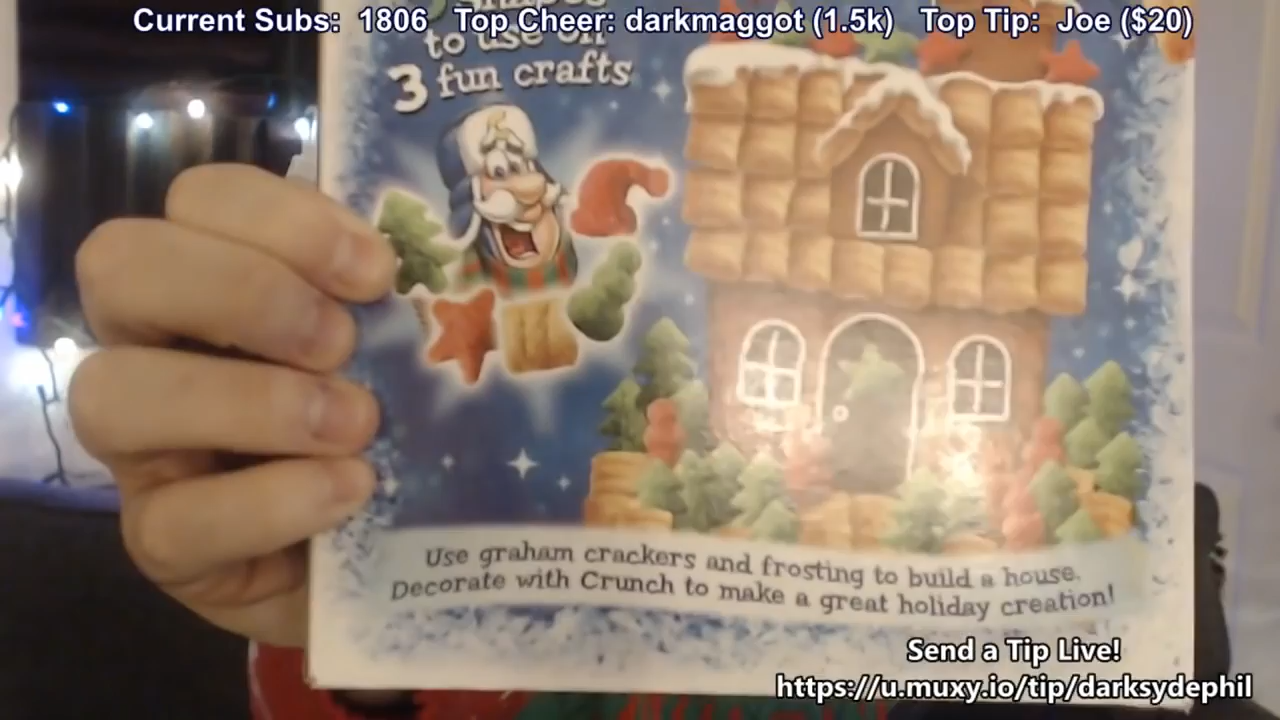 Current Subs: 1806 Top Cheer: darkmaggot (1.5k) Top Tip: Joe ($20)
to use on
3 fun crafts
Use graham crackers and frosting to build a house.
Decorate with Crunch to make a great holiday creation!
Send a Tip Live!
https://u.muxy.io/tip/darksydephil